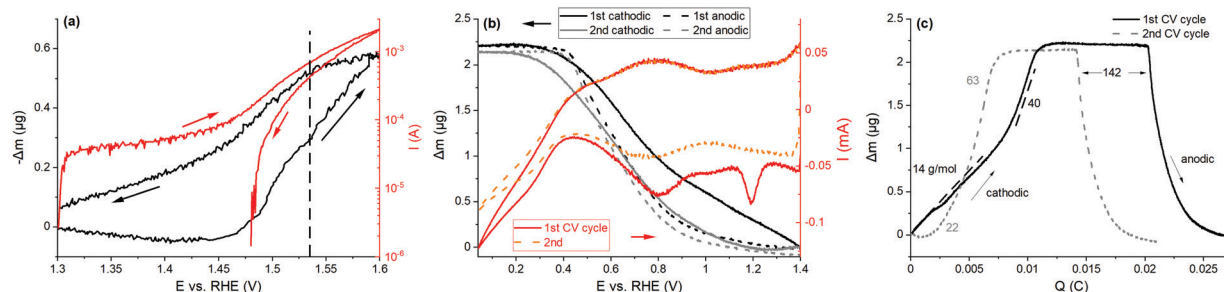 (a)
0.6
0.4
0.2
0
-Δm (µg)
10⁻³
10⁻⁴
10⁻⁵
10⁻⁶
I (A)
1.3 1.4 1.45 1.5 1.55 1.6
E vs. RHE (V)
(b)
1st cathodic 1st anodic
2nd cathodic 2nd anodic
2.5
2
1.5
1
0.5
0
Δm (µg)
0.05
0
-0.05
-0.1
I (mA)
1st CV cycle
2nd
0.2 0.4 0.6 0.8 1 1.2 1.4
E vs. RHE (V)
(c)
1st CV cycle
2nd CV cycle
2.5
2
1.5
1
0.5
0
Δm (µg)
63
142
40
14 g/mol
cathodic
anodic
22
0 0.005 0.01 0.015 0.02 0.025
Q (C)